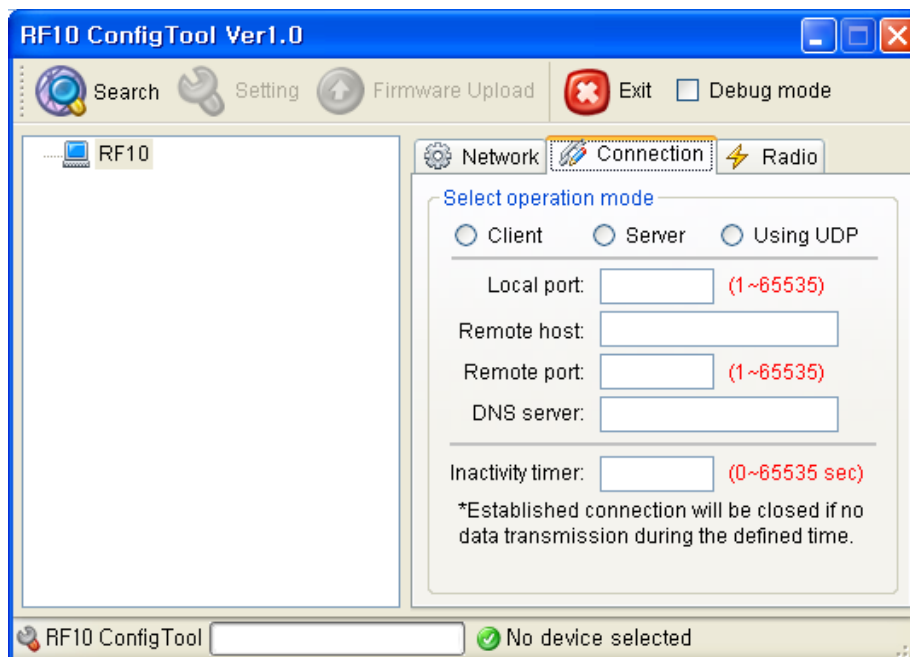 RF10 ConfigTool Ver1.0
Search Setting Firmware Upload Exit Debug mode
RF10
Network Connection Radio
Select operation mode
Client Server Using UDP
Local port: (1~65535)
Remote host:
Remote port: (1~65535)
DNS server:
Inactivity timer: (0~65535 sec)
*Established connection will be closed if no
data transmission during the defined time.
RF10 ConfigTool No device selected